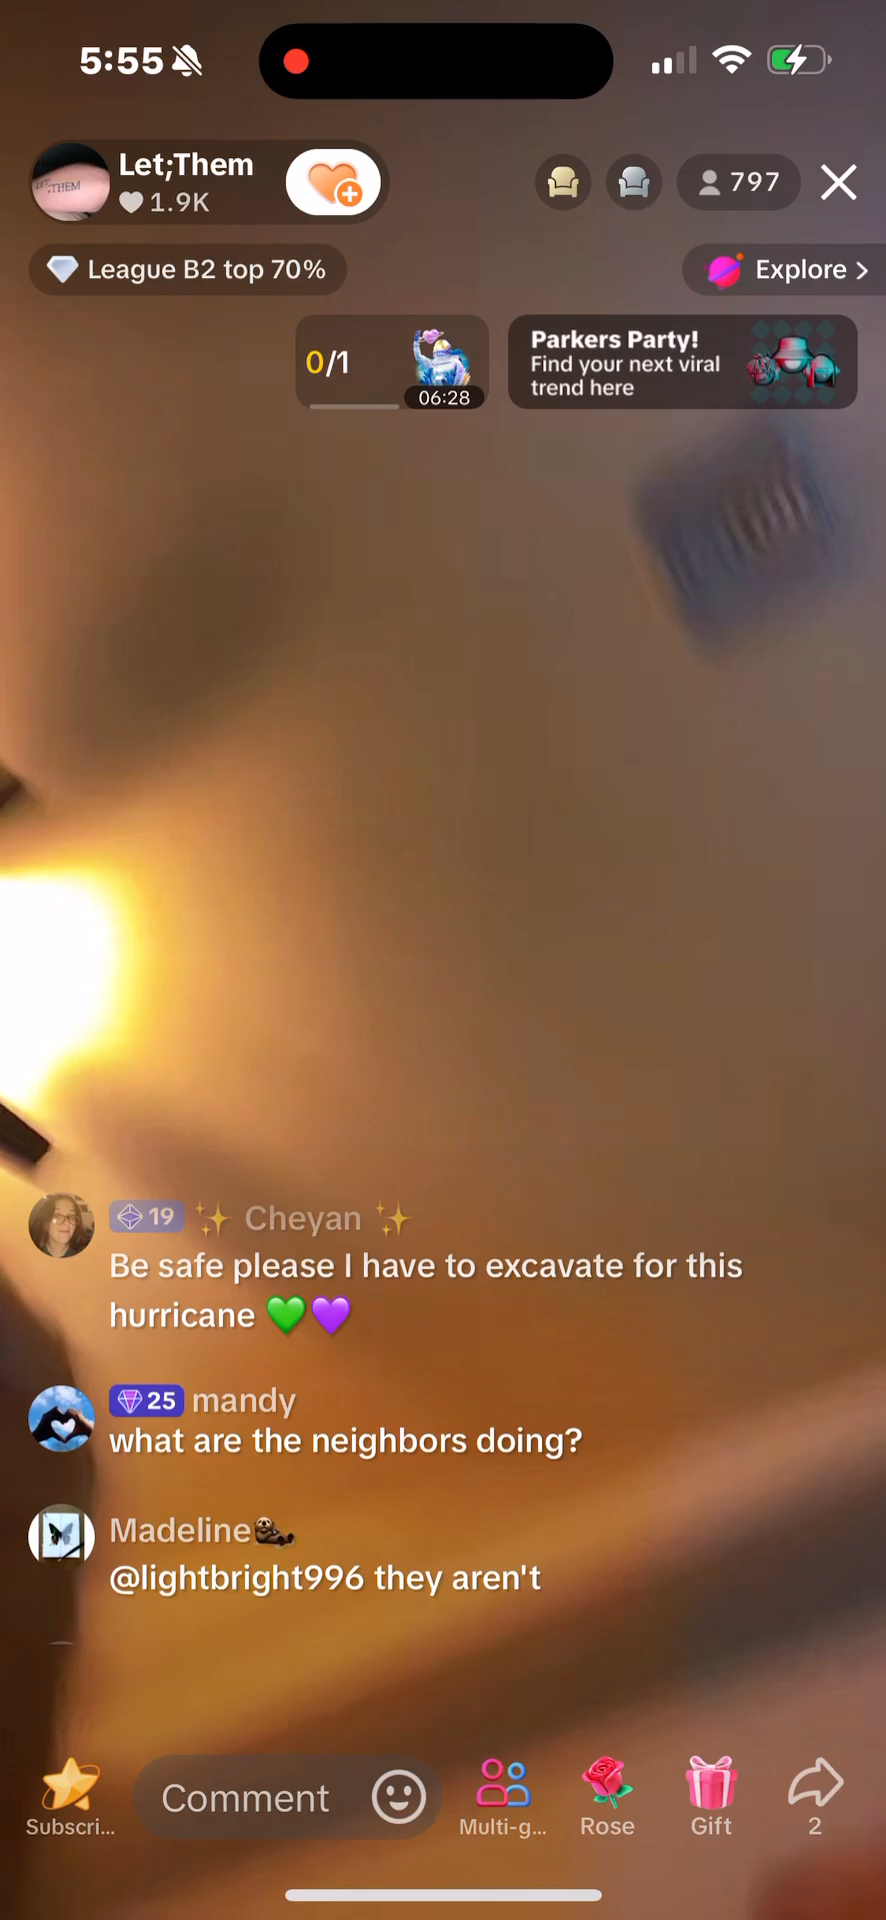 5:55
Let;Them
1.9K
797
League B2 top 70%
Explore >
0/1
06:28
Parkers Party!
Find your next viral
trend here
19 ✨ Cheyan ✨
Be safe please I have to excavate for this
hurricane 💚💜
25 mandy
what are the neighbors doing?
Madeline🦦
@lightbright996 they aren't
Subscri...
Comment
Multi-g...
Rose
Gift
2